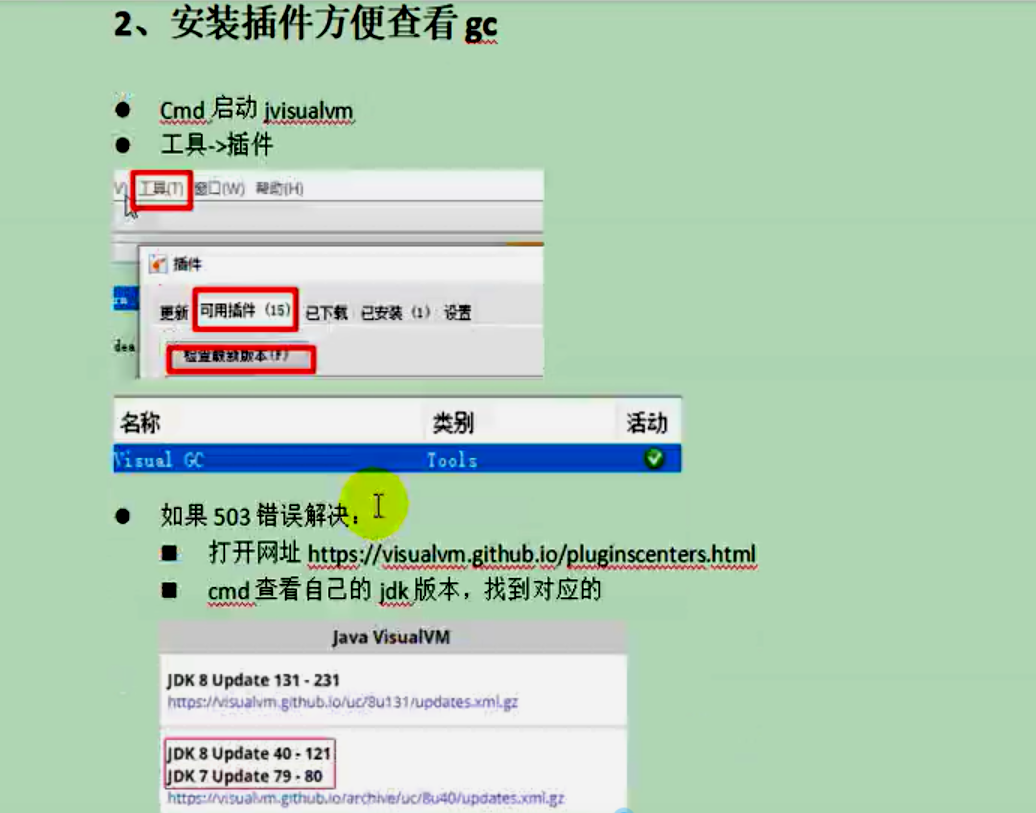 2、安装插件方便查看 gc
● Cmd 启动 jvisualvm
● 工具->插件
V) 工具(T) 窗口(W) 帮助(H)
插件
更新 可用插件 (15) 已下载 已安装 (1) 设置
检查最新版本(F)
名称 类别 活动
Visual GC Tools
● 如果 503 错误解决:
■ 打开网址 https://visualvm.github.io/pluginscenters.html
■ cmd 查看自己的 jdk 版本，找到对应的
Java VisualVM
JDK 8 Update 131 - 231
https://visualvm.github.io/uc/8u131/updates.xml.gz
JDK 8 Update 40 - 121
JDK 7 Update 79 - 80
https://visualvm.github.io/archive/uc/8u40/updates.xml.gz